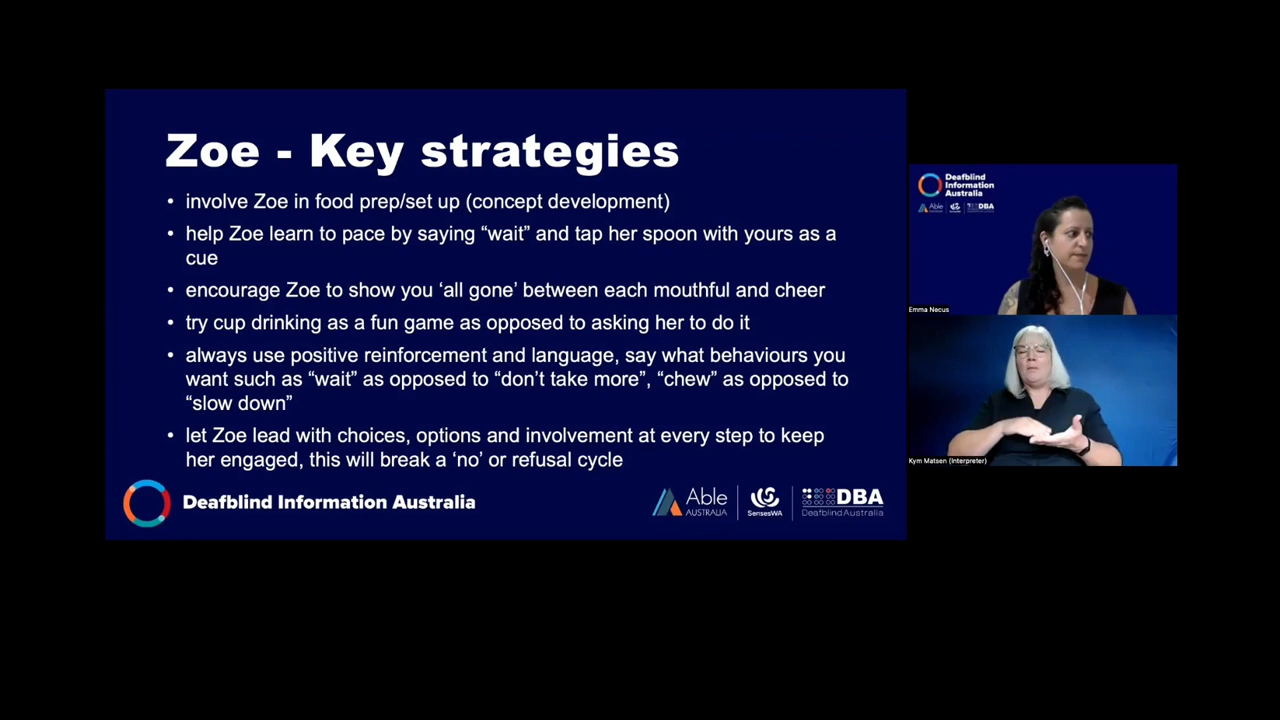 Zoe - Key strategies
• involve Zoe in food prep/set up (concept development)
• help Zoe learn to pace by saying “wait” and tap her spoon with yours as a
cue
• encourage Zoe to show you ‘all gone’ between each mouthful and cheer
• try cup drinking as a fun game as opposed to asking her to do it
• always use positive reinforcement and language, say what behaviours you
want such as “wait” as opposed to “don’t take more”, “chew” as opposed to
“slow down”
• let Zoe lead with choices, options and involvement at every step to keep
her engaged, this will break a ‘no’ or refusal cycle
Deafblind Information Australia
Able
AUSTRALIA
SensesWA
DBA
DeafblindAustralia
Deafblind
Information
Australia
Able
DBA
Emma Necus
Kym Matsen (Interpreter)